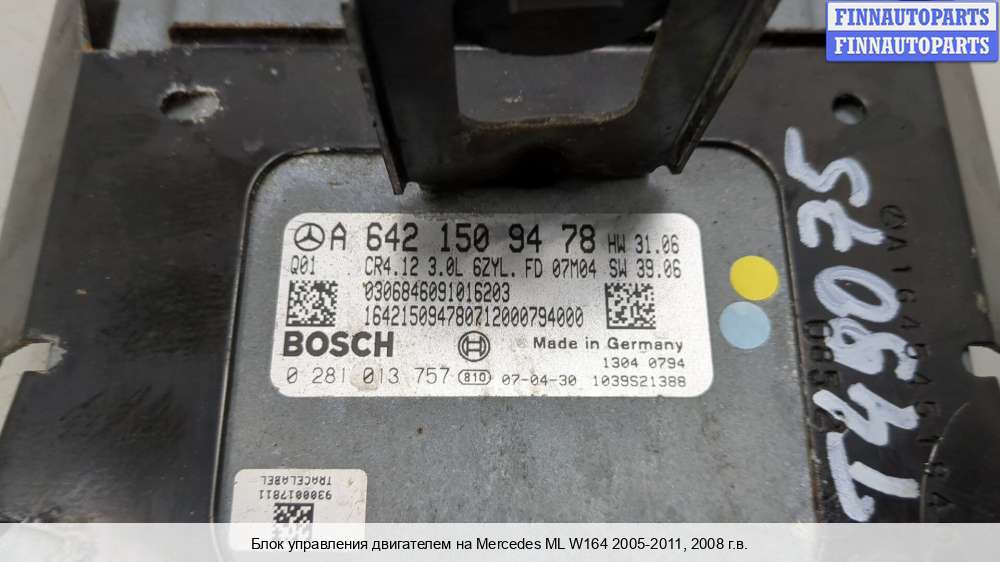 FINNAUTOPARTS
FINNAUTOPARTS
A 642 150 94 78 HW 31.06
Q01 CR4.12 3.0L 6ZYL. FD 07M04 SW 39.06
0306846091016203
16421509478071200079​4000
BOSCH Made in Germany
1304 0794
0 281 013 757 810 07-04-30 1039S21388
9300017811
TRACELABEL
T48075
Блок управления двигателем на Mercedes ML W164 2005-2011, 2008 г.в.